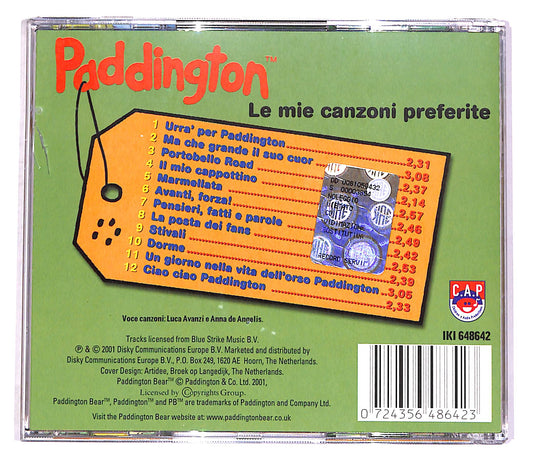 Paddington™
Le mie canzoni preferite
1 Urra' per Paddington 2,31
2 Ma che grande il suo cuor 3,08
3 Portobello Road 2,37
4 Il mio cappottino 2,14
5 Marmellata 2,57
6 Avanti, forza! 2,46
7 Pensieri, fatti e parole 2,49
8 La posta dei fans 2,42
9 Stivali 2,53
10 Dorme 2,39
11 Un giorno nella vita dell'orso Paddington 3,05
12 Ciao ciao Paddington 2,33
NOLEGGIO
VIDIMAZIONE
SOSTITUTIVA
RECORD SERVI
C.A.P.
IKI 648642
Voce canzoni: Luca Avanzi e Anna de Angelis.
Tracks licensed from Blue Strike Music B.V.
℗ & © 2001 Disky Communications Europe B.V. Marketed and distributed by
Disky Communications Europe B.V., P.O. Box 249, 1620 AE Hoorn, The Netherlands.
Cover Design: Artidee, Broek op Langedijk, The Netherlands.
Paddington Bear™ © Paddington & Co. Ltd. 2001,
Licensed by Copyrights Group.
Paddington Bear™, Paddington™ and PB™ are trademarks of Paddington and Company Ltd.
Visit the Paddington Bear website at: www.paddingtonbear.co.uk
0 724356 486423